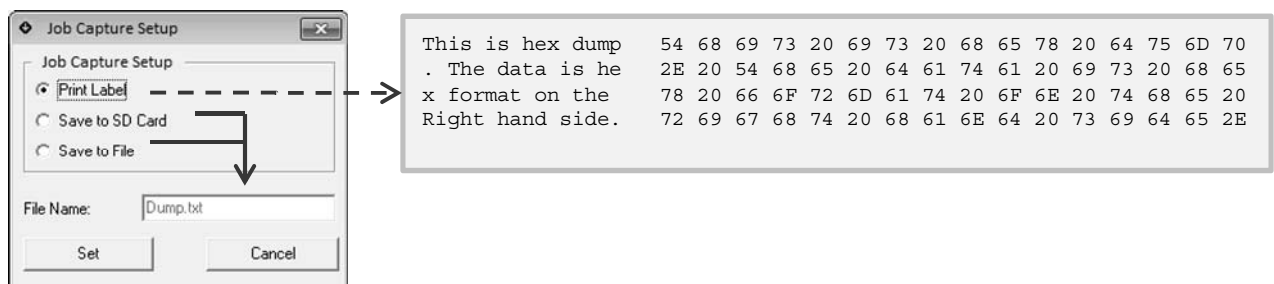 Job Capture Setup
Job Capture Setup
Print Label
Save to SD Card
Save to File
File Name: Dump.txt
Set Cancel
This is hex dump 54 68 69 73 20 69 73 20 68 65 78 20 64 75 6D 70
. The data is he 2E 20 54 68 65 20 64 61 74 61 20 69 73 20 68 65
x format on the 78 20 66 6F 72 6D 61 74 20 6F 6E 20 74 68 65 20
Right hand side. 72 69 67 68 74 20 68 61 6E 64 20 73 69 64 65 2E